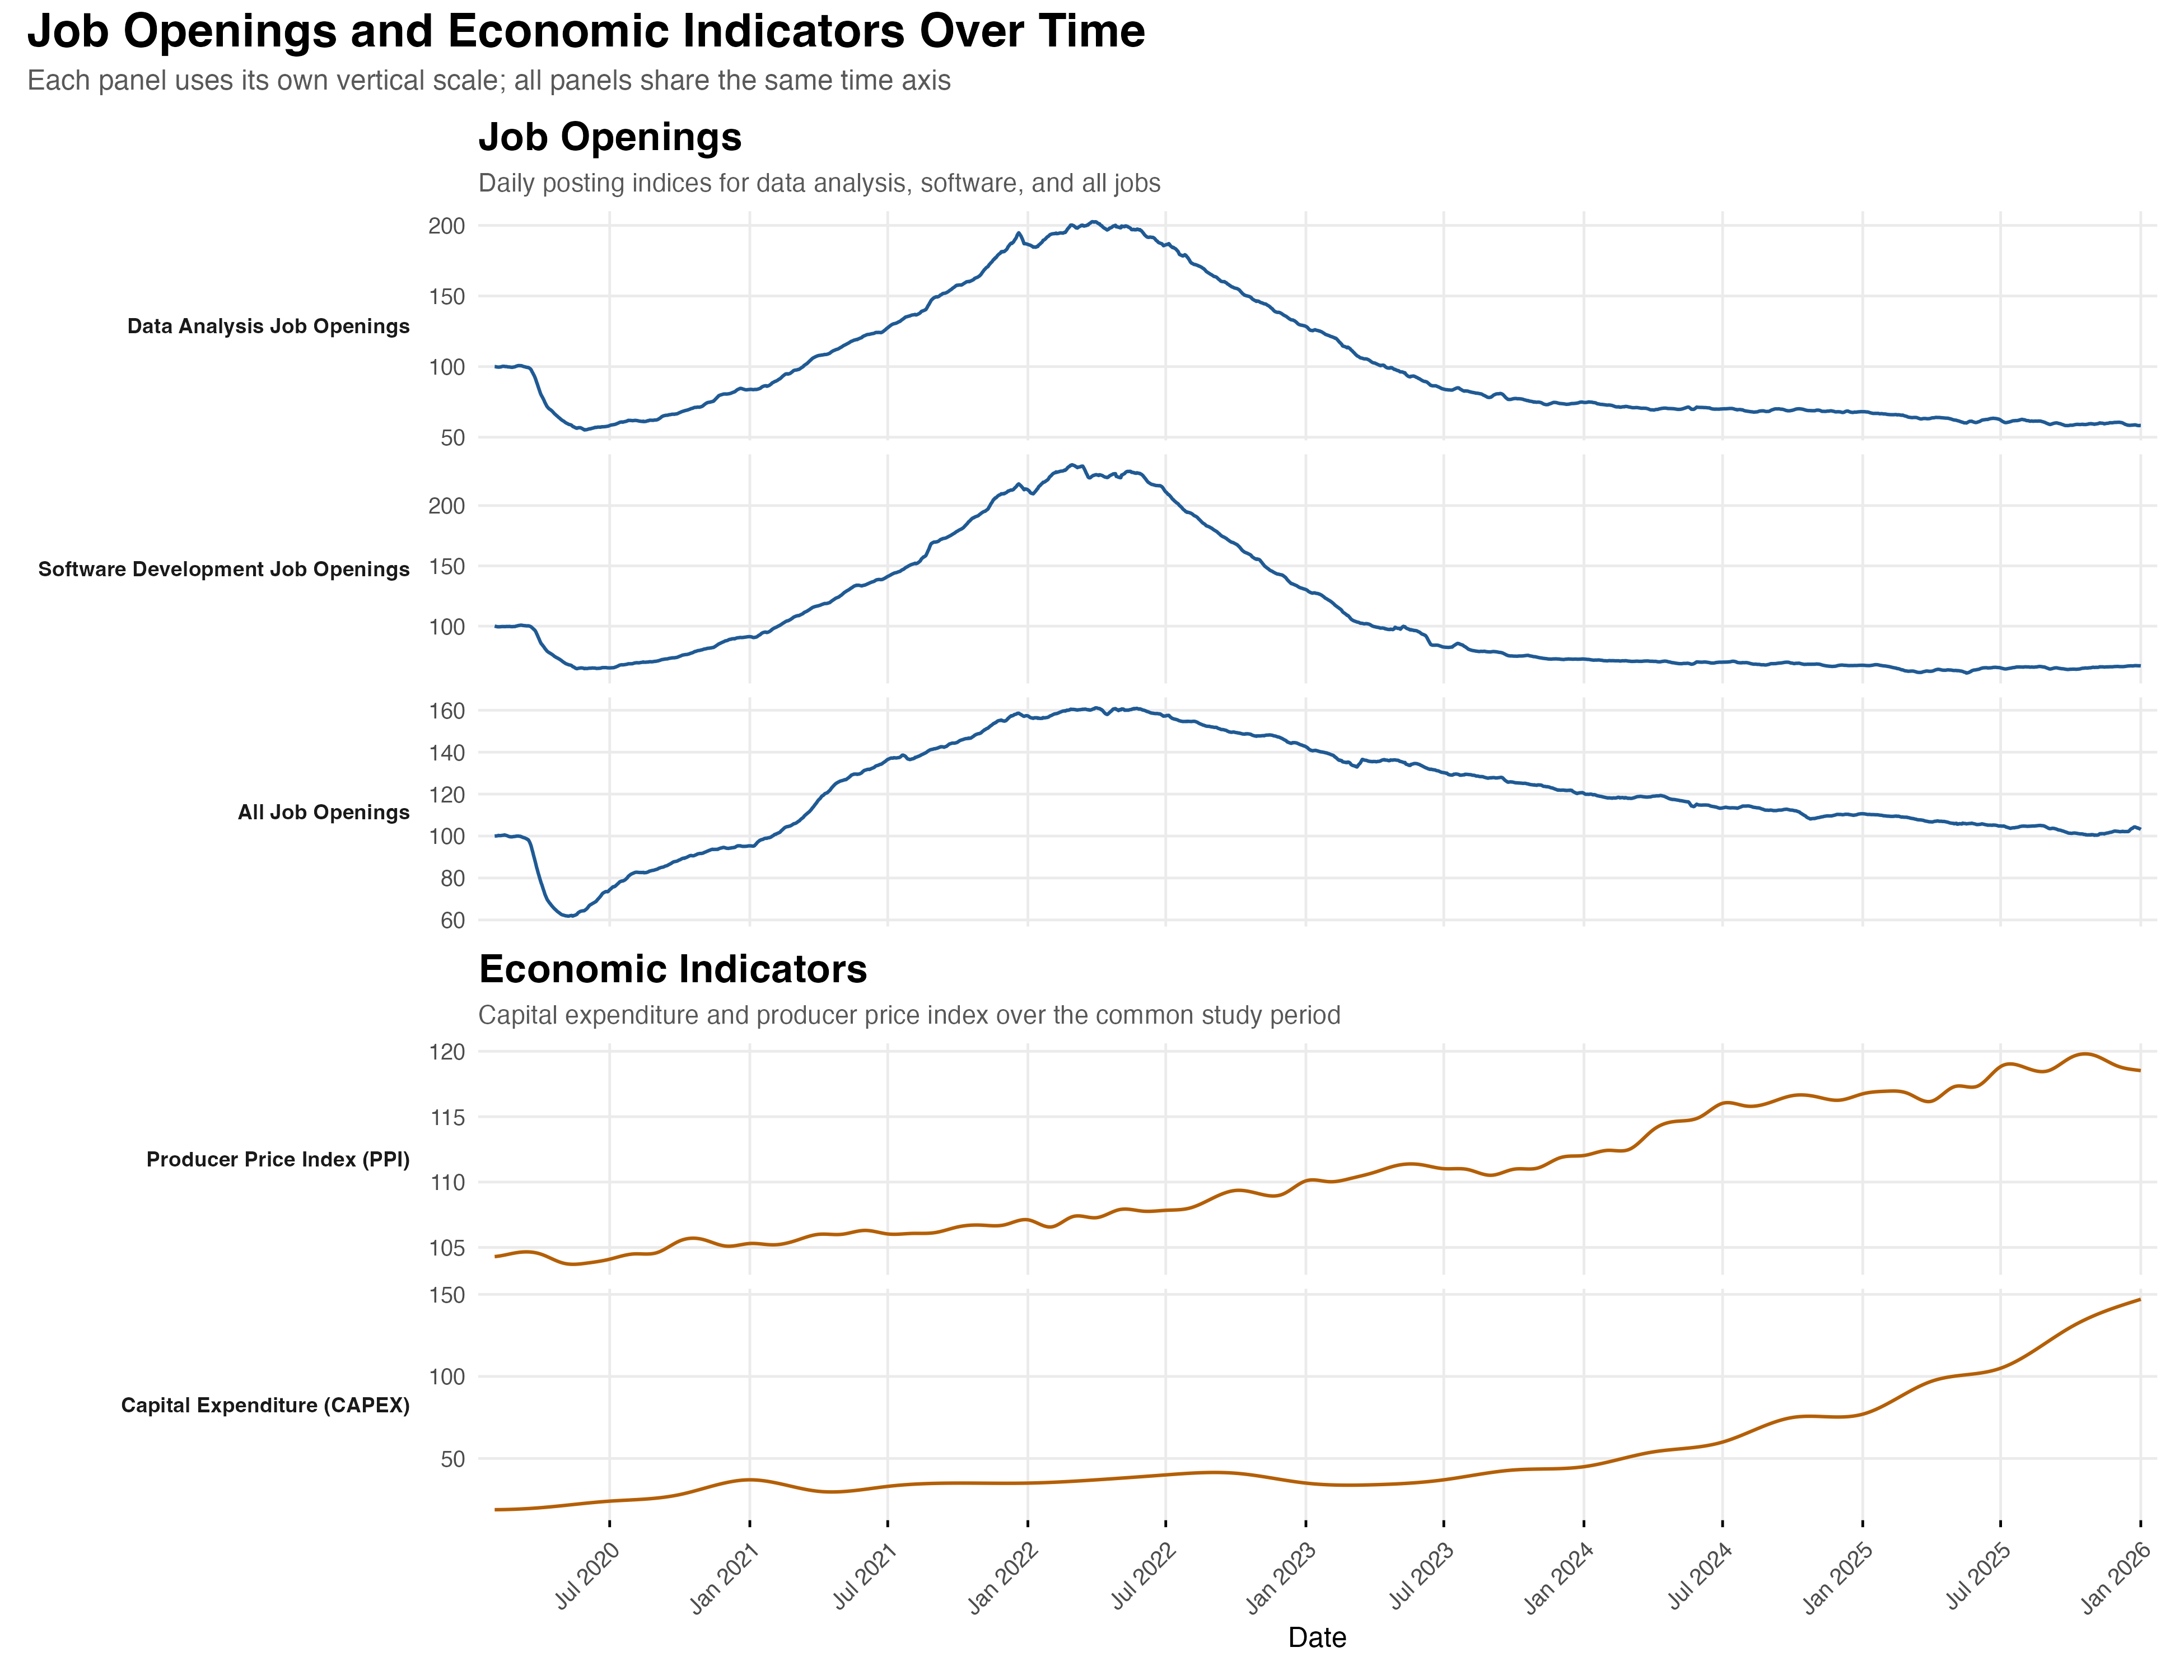 Job Openings and Economic Indicators Over Time
Each panel uses its own vertical scale; all panels share the same time axis
Job Openings
Daily posting indices for data analysis, software, and all jobs
Data Analysis Job Openings
200
150
100
50
Software Development Job Openings
200
150
100
All Job Openings
160
140
120
100
80
60
Economic Indicators
Capital expenditure and producer price index over the common study period
Producer Price Index (PPI)
120
115
110
105
Capital Expenditure (CAPEX)
150
100
50
Jul 2020
Jan 2021
Jul 2021
Jan 2022
Jul 2022
Jan 2023
Jul 2023
Jan 2024
Jul 2024
Jan 2025
Jul 2025
Jan 2026
Date